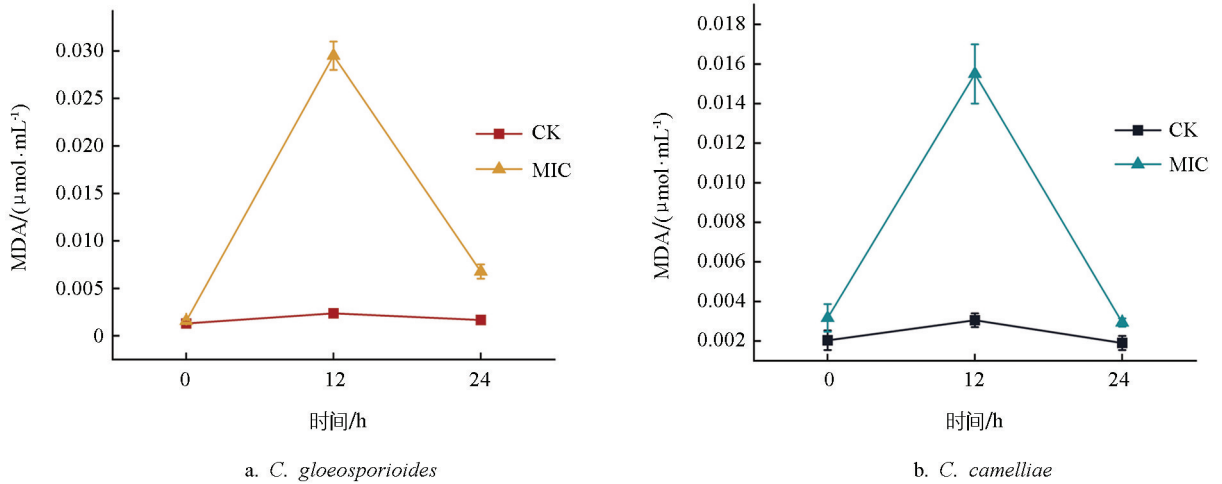 0.030
0.025
0.020
0.015
0.010
0.005
0
MDA/(μmol·mL⁻¹)
CK
MIC
0
12
24
时间/h
a. C. gloeosporioides
0.018
0.016
0.014
0.012
0.010
0.008
0.006
0.004
0.002
MDA/(μmol·mL⁻¹)
CK
MIC
0
12
24
时间/h
b. C. camelliae